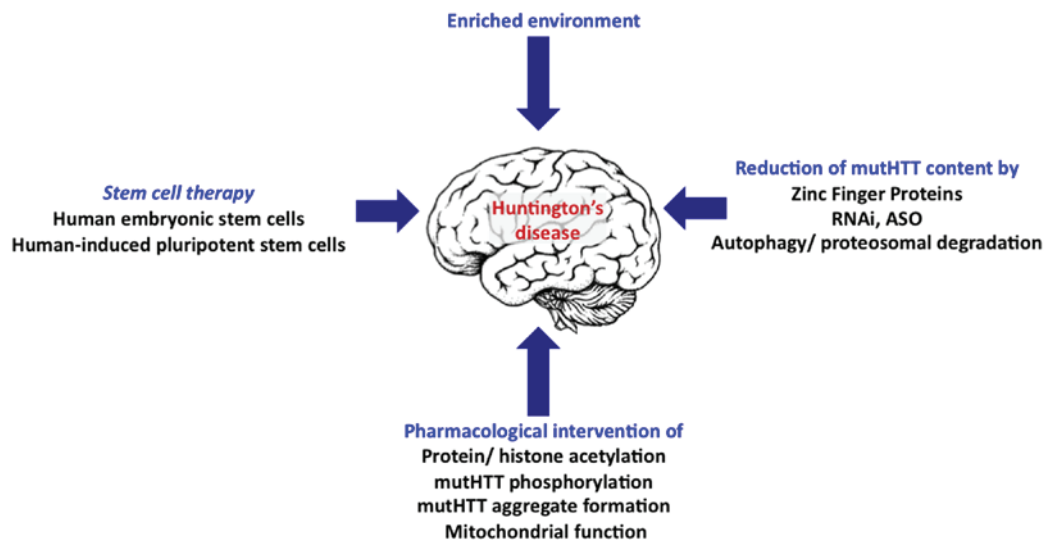 Enriched environment
Stem cell therapy
Human embryonic stem cells
Human-induced pluripotent stem cells
Huntington's
disease
Reduction of mutHTT content by
Zinc Finger Proteins
RNAi, ASO
Autophagy/ proteosomal degradation
Pharmacological intervention of
Protein/ histone acetylation
mutHTT phosphorylation
mutHTT aggregate formation
Mitochondrial function